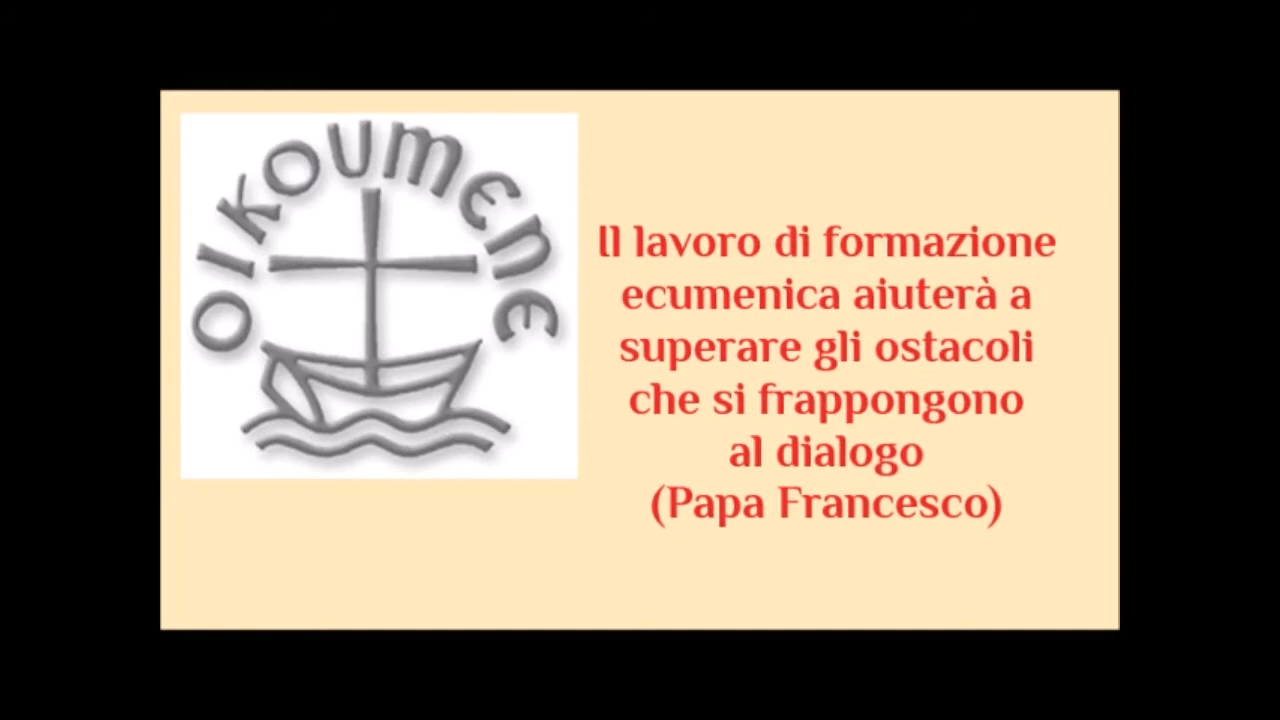 OIKOUMENE
Il lavoro di formazione
ecumenica aiuterà a
superare gli ostacoli
che si frappongono
al dialogo
(Papa Francesco)